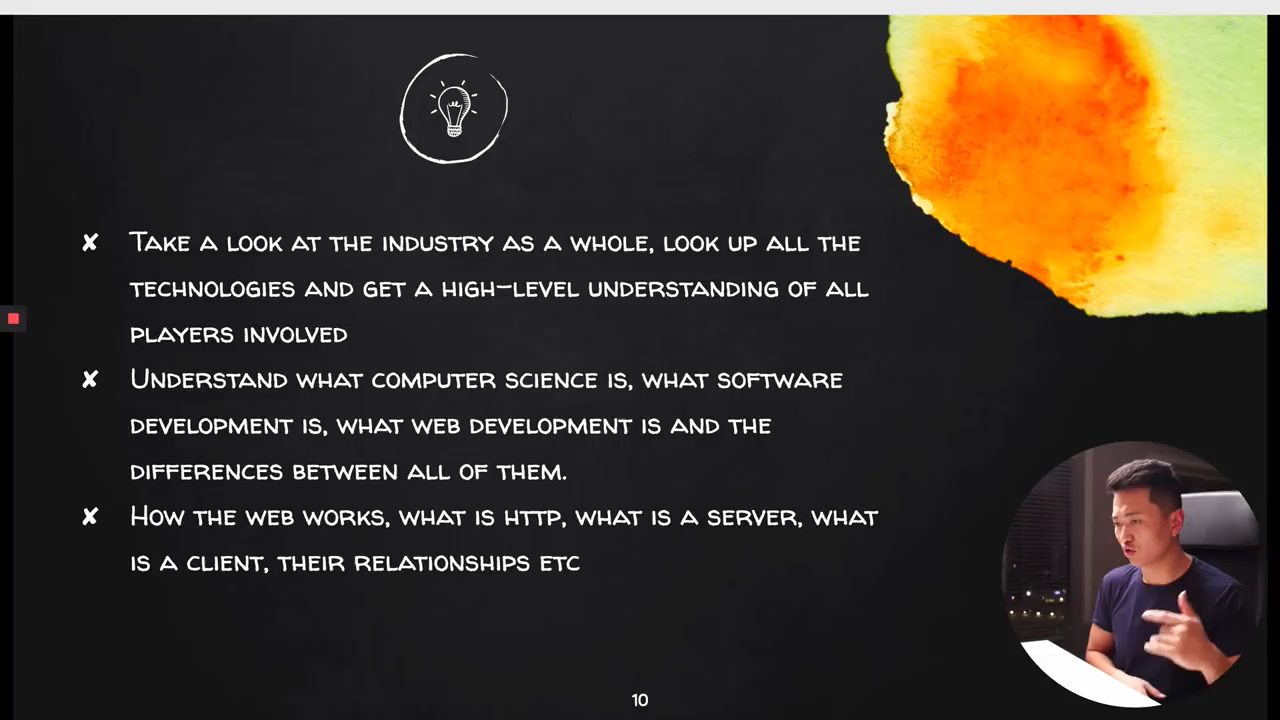 ✘ Take a look at the industry as a whole, look up all the
technologies and get a high-level understanding of all
players involved
✘ Understand what computer science is, what software
development is, what web development is and the
differences between all of them.
✘ How the web works, what is http, what is a server, what
is a client, their relationships etc
10